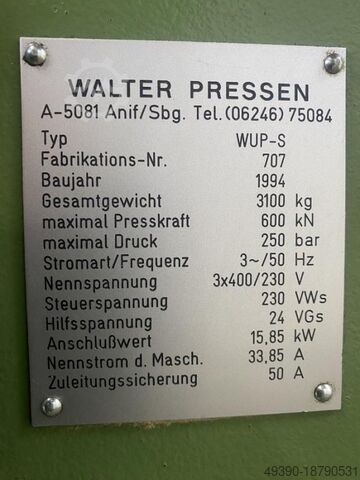 WALTER PRESSEN
A-5081 Anif/Sbg. Tel.(06246) 75084
Typ WUP-S
Fabrikations-Nr. 707
Baujahr 1994
Gesamtgewicht 3100 kg
maximal Presskraft 600 kN
maximal Druck 250 bar
Stromart/Frequenz 3~/50 Hz
Nennspannung 3x400/230 V
Steuerspannung 230 VWs
Hilfsspannung 24 VGs
Anschlußwert 15,85 kW
Nennstrom d. Masch. 33,85 A
Zuleitungssicherung 50 A
49390-18790531